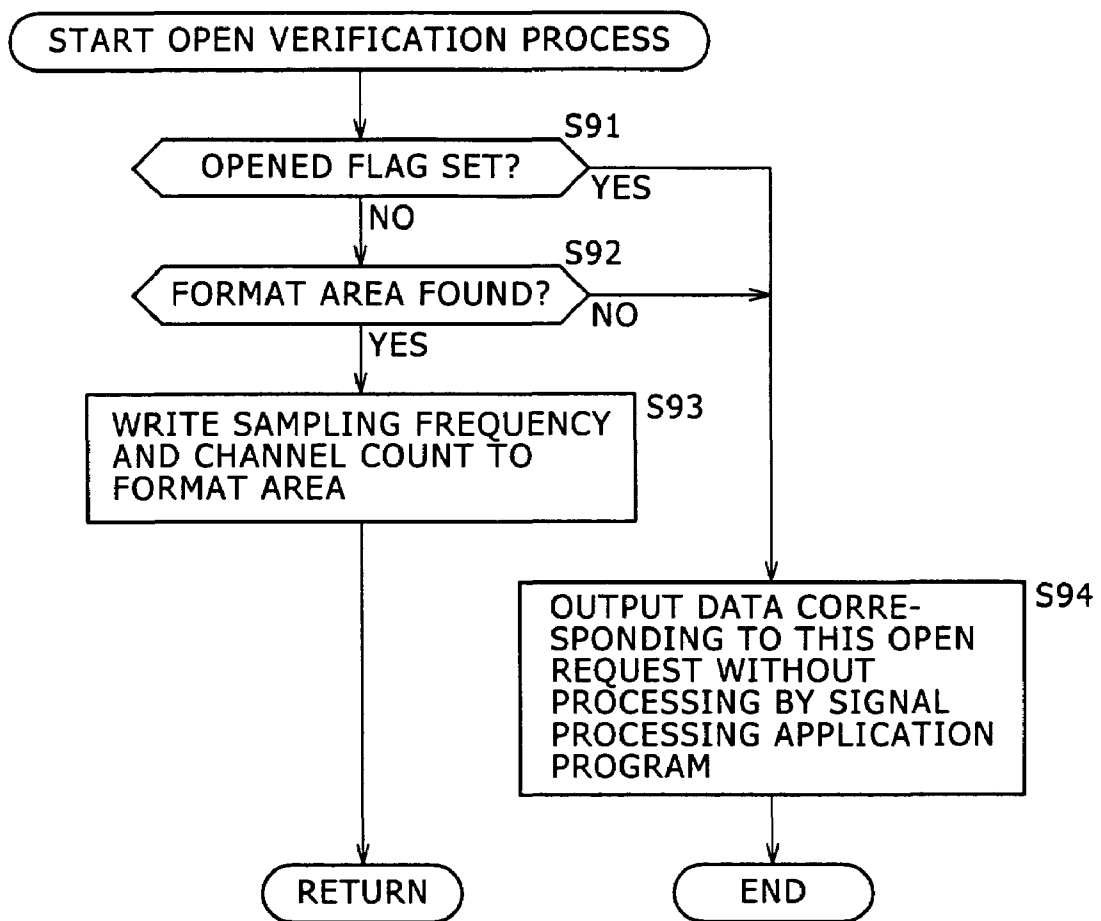 START OPEN VERIFICATION PROCESS
S91
OPENED FLAG SET?
YES
NO
S92
FORMAT AREA FOUND?
NO
YES
S93
WRITE SAMPLING FREQUENCY
AND CHANNEL COUNT TO
FORMAT AREA
S94
OUTPUT DATA CORRE-
SPONDING TO THIS OPEN
REQUEST WITHOUT
PROCESSING BY SIGNAL
PROCESSING APPLICATION
PROGRAM
RETURN
END